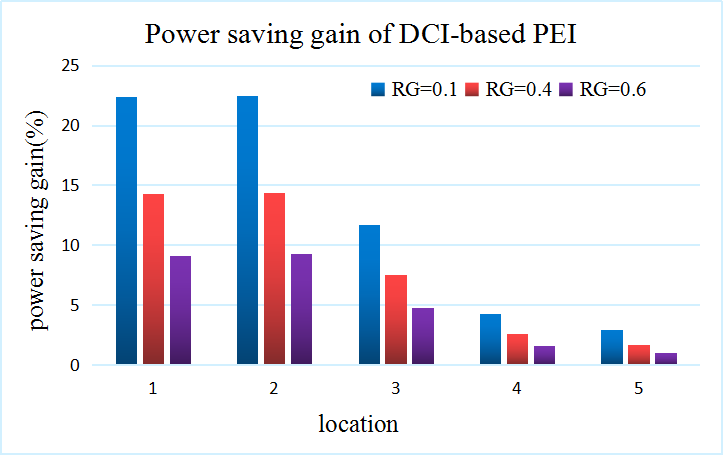 Power saving gain of DCI-based PEI
25
RG=0.1 RG=0.4 RG=0.6
20
15
10
5
0
power saving gain(%)
1 2 3 4 5
location